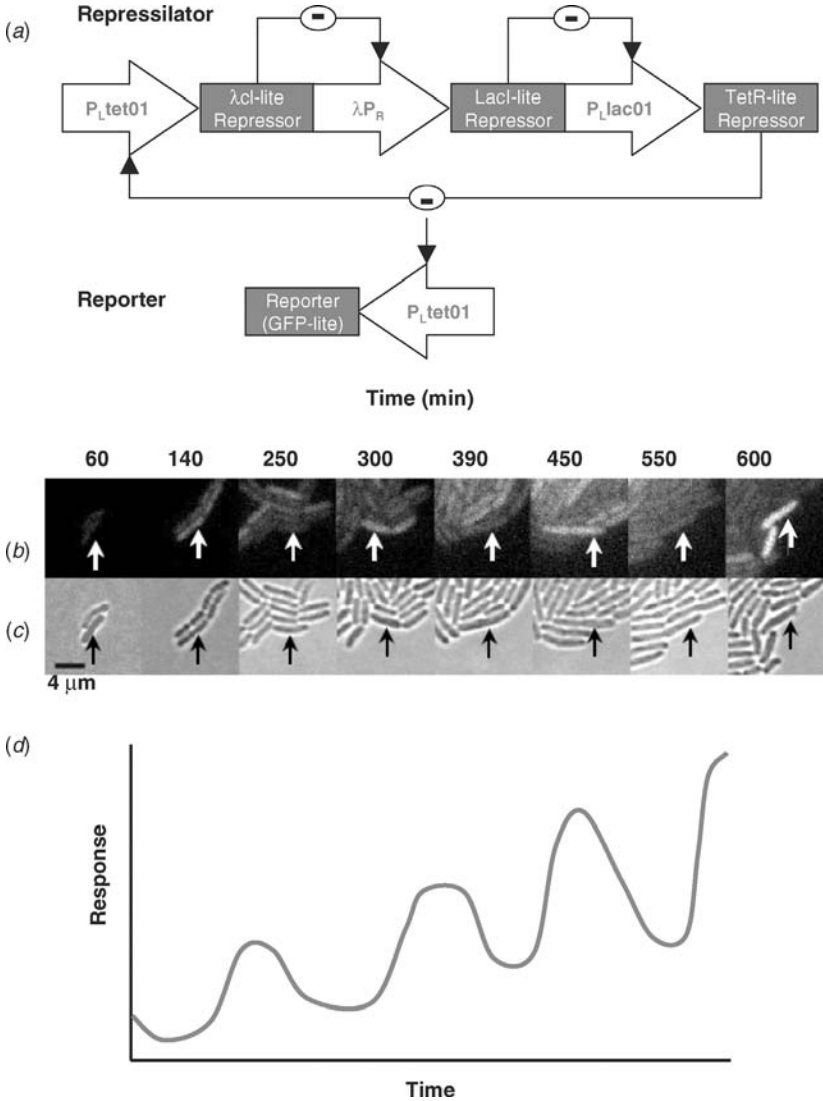 (a)
Repressilator
PLtet01
λcI-lite
Repressor
λPR
LacI-lite
Repressor
PLlac01
TetR-lite
Repressor
-
-
-
Reporter
Reporter
(GFP-lite)
PLtet01
Time (min)
60 140 250 300 390 450 550 600
(b)
(c)
4 μm
(d)
Response
Time